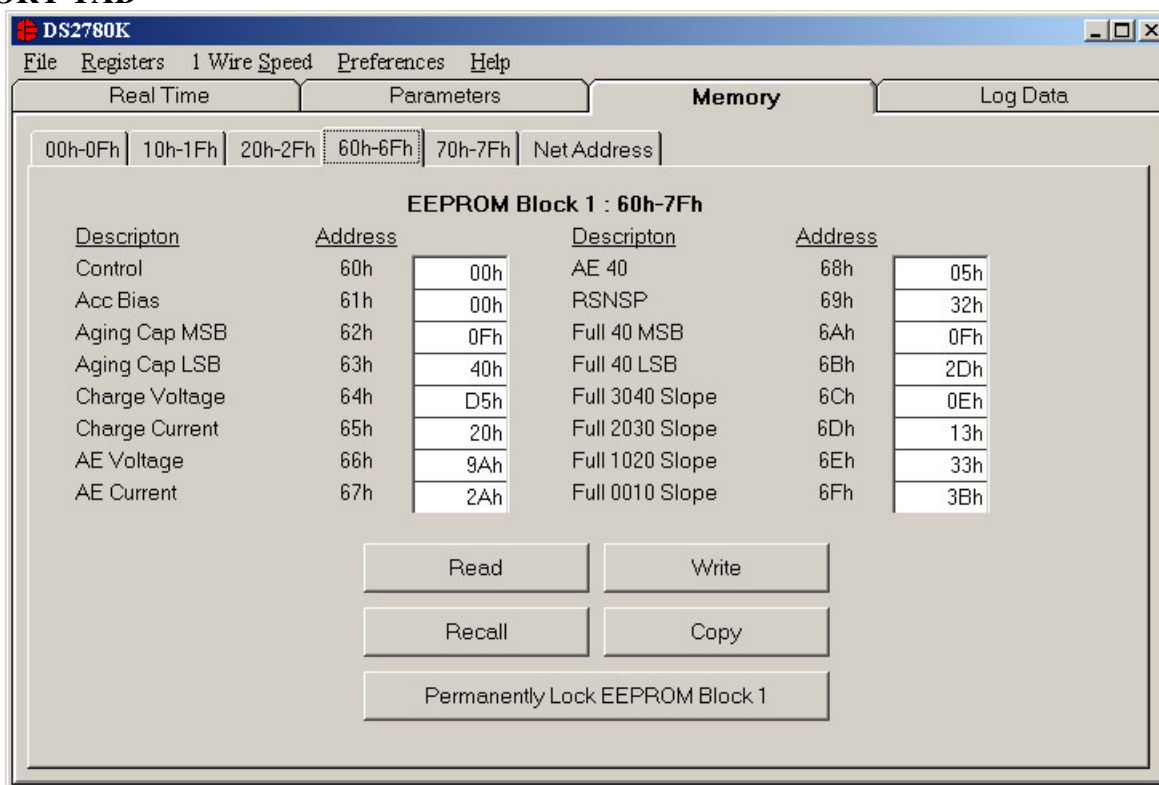 DS2780K
File Registers 1 Wire Speed Preferences Help
Real Time Parameters Memory Log Data
00h-0Fh 10h-1Fh 20h-2Fh 60h-6Fh 70h-7Fh Net Address
EEPROM Block 1 : 60h-7Fh
Descripton Address Descripton Address
Control 60h 00h AE 40 68h 05h
Acc Bias 61h 00h RSNSP 69h 32h
Aging Cap MSB 62h 0Fh Full 40 MSB 6Ah 0Fh
Aging Cap LSB 63h 40h Full 40 LSB 6Bh 2Dh
Charge Voltage 64h D5h Full 3040 Slope 6Ch 0Eh
Charge Current 65h 20h Full 2030 Slope 6Dh 13h
AE Voltage 66h 9Ah Full 1020 Slope 6Eh 33h
AE Current 67h 2Ah Full 0010 Slope 6Fh 3Bh
Read Write
Recall Copy
Permanently Lock EEPROM Block 1